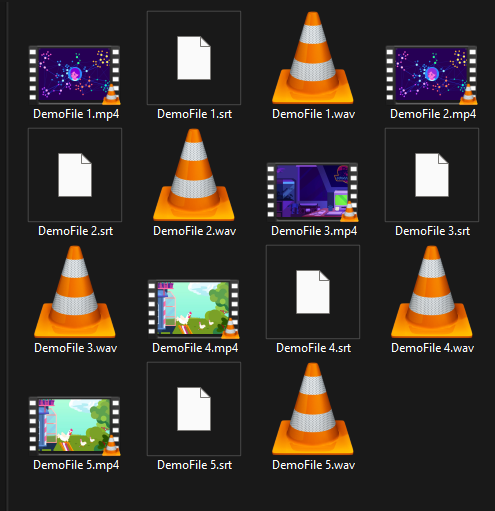 DemoFile 1.mp4
DemoFile 1.srt
DemoFile 1.wav
DemoFile 2.mp4
DemoFile 2.srt
DemoFile 2.wav
DemoFile 3.mp4
DemoFile 3.srt
DemoFile 3.wav
DemoFile 4.mp4
DemoFile 4.srt
DemoFile 4.wav
DemoFile 5.mp4
DemoFile 5.srt
DemoFile 5.wav